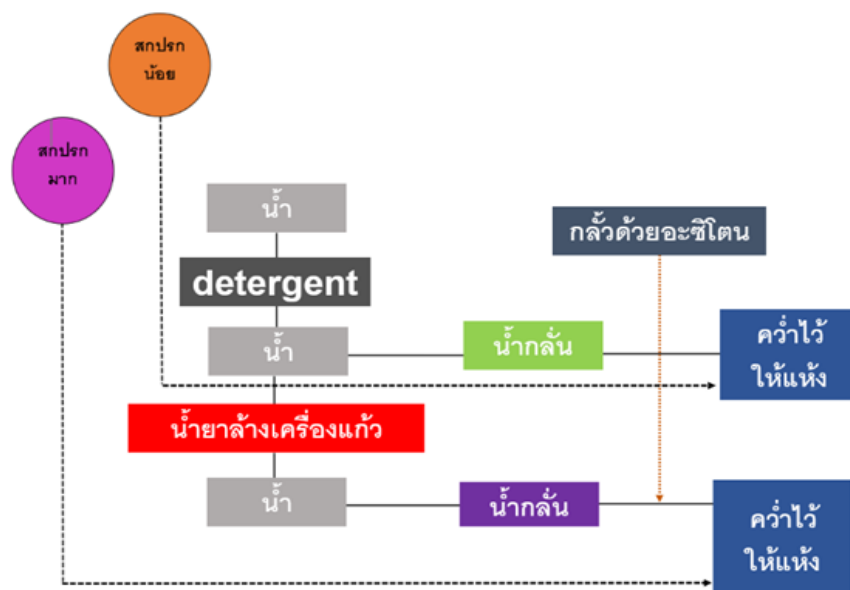 สกปรก
น้อย
สกปรก
มาก
น้ำ
กลั้วด้วยอะซิโตน
detergent
น้ำ
น้ำกลั่น
คว่ำไว้
ให้แห้ง
น้ำยาล้างเครื่องแก้ว
น้ำ
น้ำกลั่น
คว่ำไว้
ให้แห้ง